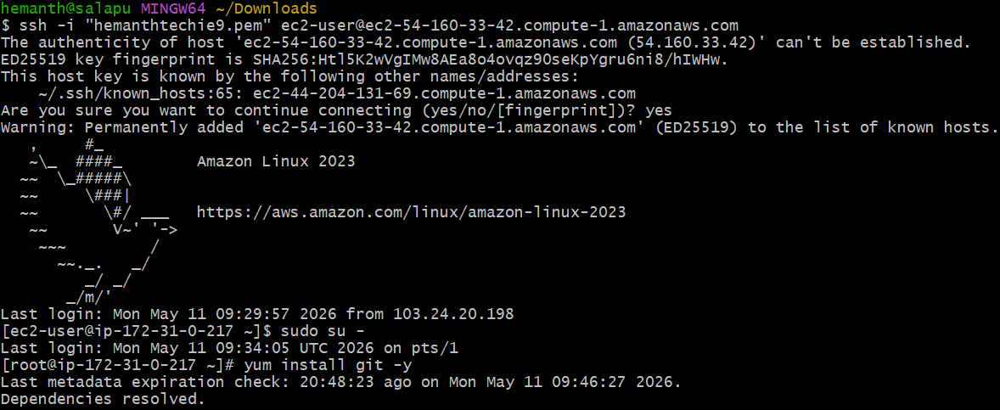 hemanth@salapu MINGW64 ~/Downloads
$ ssh -i "hemanthtechie9.pem" ec2-user@ec2-54-160-33-42.compute-1.amazonaws.com
The authenticity of host 'ec2-54-160-33-42.compute-1.amazonaws.com (54.160.33.42)' can't be established.
ED25519 key fingerprint is SHA256:Htl5K2wVgIMw8AEa8o4ovqz9OseKpYgru6ni8/hIWHw.
This host key is known by the following other names/addresses:
    ~/.ssh/known_hosts:65: ec2-44-204-131-69.compute-1.amazonaws.com
Are you sure you want to continue connecting (yes/no/[fingerprint])? yes
Warning: Permanently added 'ec2-54-160-33-42.compute-1.amazonaws.com' (ED25519) to the list of known hosts.
   ,     #_
   ~\_  ####_        Amazon Linux 2023
  ~~  \_#####\
  ~~     \###|
  ~~       \#/ ___   https://aws.amazon.com/linux/amazon-linux-2023
   ~~       V~' '->
    ~~~         /
      ~~._.   _/
         _/ _/
       _/m/'
Last login: Mon May 11 09:29:57 2026 from 103.24.20.198
[ec2-user@ip-172-31-0-217 ~]$ sudo su -
Last login: Mon May 11 09:34:05 UTC 2026 on pts/1
[root@ip-172-31-0-217 ~]# yum install git -y
Last metadata expiration check: 20:48:23 ago on Mon May 11 09:46:27 2026.
Dependencies resolved.